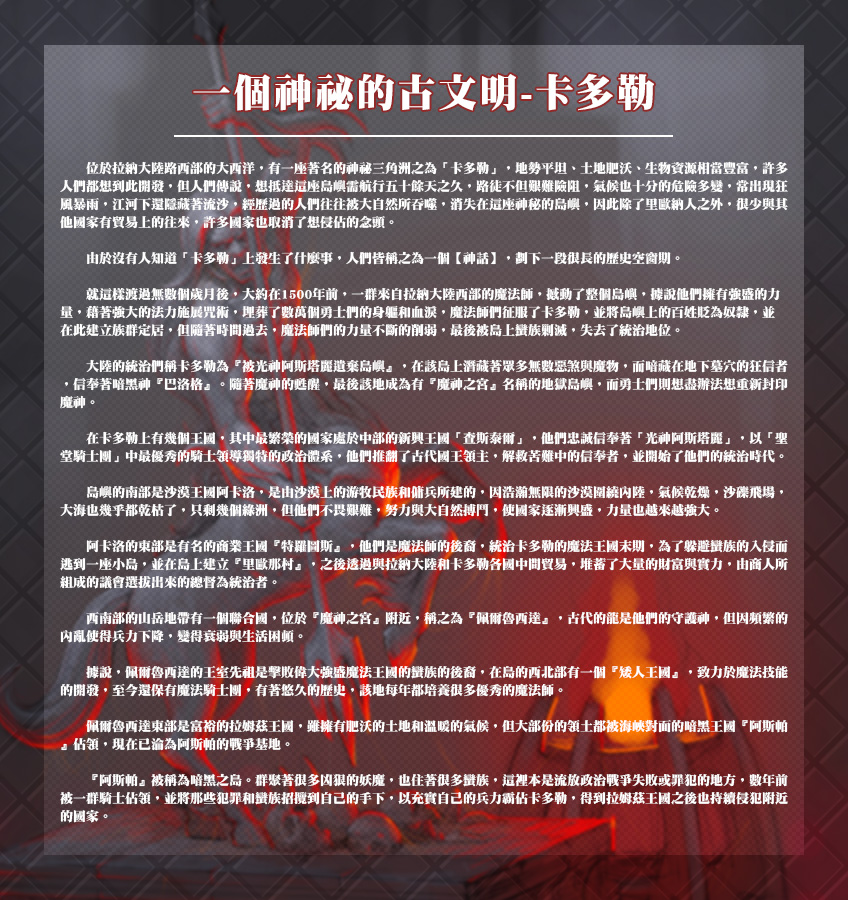 一個神祕的古文明-卡多勒
位於拉納大陸路西部的大西洋，有一座著名的神祕三角洲之為「卡多勒」，地勢平坦、土地肥沃、生物資源相當豐富，許多
人們都想到此開發，但人們傳說，想抵達這座島嶼需航行五十餘天之久，路徒不但艱難險阻，氣候也十分的危險多變，常出現狂
風暴雨，江河下還隱藏著流沙，經歷過的人們往往被大自然所吞噬，消失在這座神秘的島嶼，因此除了里歐納人之外，很少與其
他國家有貿易上的往來，許多國家也取消了想侵佔的念頭。
由於沒有人知道「卡多勒」上發生了什麼事，人們皆稱之為一個【神話】，劃下一段很長的歷史空窗期。
就這樣渡過無數個歲月後，大約在1500年前，一群來自拉納大陸西部的魔法師，撼動了整個島嶼，據說他們擁有強盛的力
量，藉著強大的法力施展咒術，埋葬了數萬個勇士們的身軀和血淚，魔法師們征服了卡多勒，並將島嶼上的百姓貶為奴隸，並
在此建立族群定居，但隨著時間過去，魔法師們的力量不斷的削弱，最後被島上蠻族剿滅，失去了統治地位。
大陸的統治們稱卡多勒為『被光神阿斯塔麗遺棄島嶼』，在該島上潛藏著眾多無數惡煞與魔物，而暗藏在地下墓穴的狂信者
，信奉著暗黑神『巴洛格』。隨著魔神的甦醒，最後該地成為有『魔神之宮』名稱的地獄島嶼，而勇士們則想盡辦法想重新封印
魔神。
在卡多勒上有幾個王國，其中最繁榮的國家處於中部的新興王國「查斯泰爾」，他們忠誠信奉著「光神阿斯塔麗」，以「聖
堂騎士團」中最優秀的騎士領導獨特的政治體系，他們推翻了古代國王領主，解救苦難中的信奉者，並開始了他們的統治時代。
島嶼的南部是沙漠王國阿卡洛，是由沙漠上的游牧民族和傭兵所建的，因浩瀚無限的沙漠圍繞內陸，氣候乾燥，沙礫飛場，
大海也幾乎都乾枯了，只剩幾個綠洲，但他們不畏艱難，努力與大自然搏鬥，使國家逐漸興盛，力量也越來越強大。
阿卡洛的東部是有名的商業王國『特羅圖斯』，他們是魔法師的後裔，統治卡多勒的魔法王國末期，為了躲避蠻族的入侵而
逃到一座小島，並在島上建立『里歐那村』，之後透過與拉納大陸和卡多勒各國中間貿易，堆蓄了大量的財富與實力，由商人所
組成的議會選拔出來的總督為統治者。
西南部的山岳地帶有一個聯合國，位於『魔神之宮』附近，稱之為『佩爾魯西達』，古代的龍是他們的守護神，但因頻繁的
內亂使得兵力下降，變得衰弱與生活困頓。
據說，佩爾魯西達的王室先祖是擊敗偉大強盛魔法王國的蠻族的後裔，在島的西北部有一個『矮人王國』，致力於魔法技能
的開發，至今還保有魔法騎士團，有著悠久的歷史，該地每年都培養很多優秀的魔法師。
佩爾魯西達東部是富裕的拉姆茲王國，雖擁有肥沃的土地和溫暖的氣候，但大部份的領土都被海峽對面的暗黑王國『阿斯帕
』佔領，現在已淪為阿斯帕的戰爭基地。
『阿斯帕』被稱為暗黑之島。群聚著很多凶狠的妖魔，也住著很多蠻族，這裡本是流放政治戰爭失敗或罪犯的地方，數年前
被一群騎士佔領，並將那些犯罪和蠻族招攬到自己的手下，以充實自己的兵力霸佔卡多勒，得到拉姆茲王國之後也持續侵犯附近
的國家。